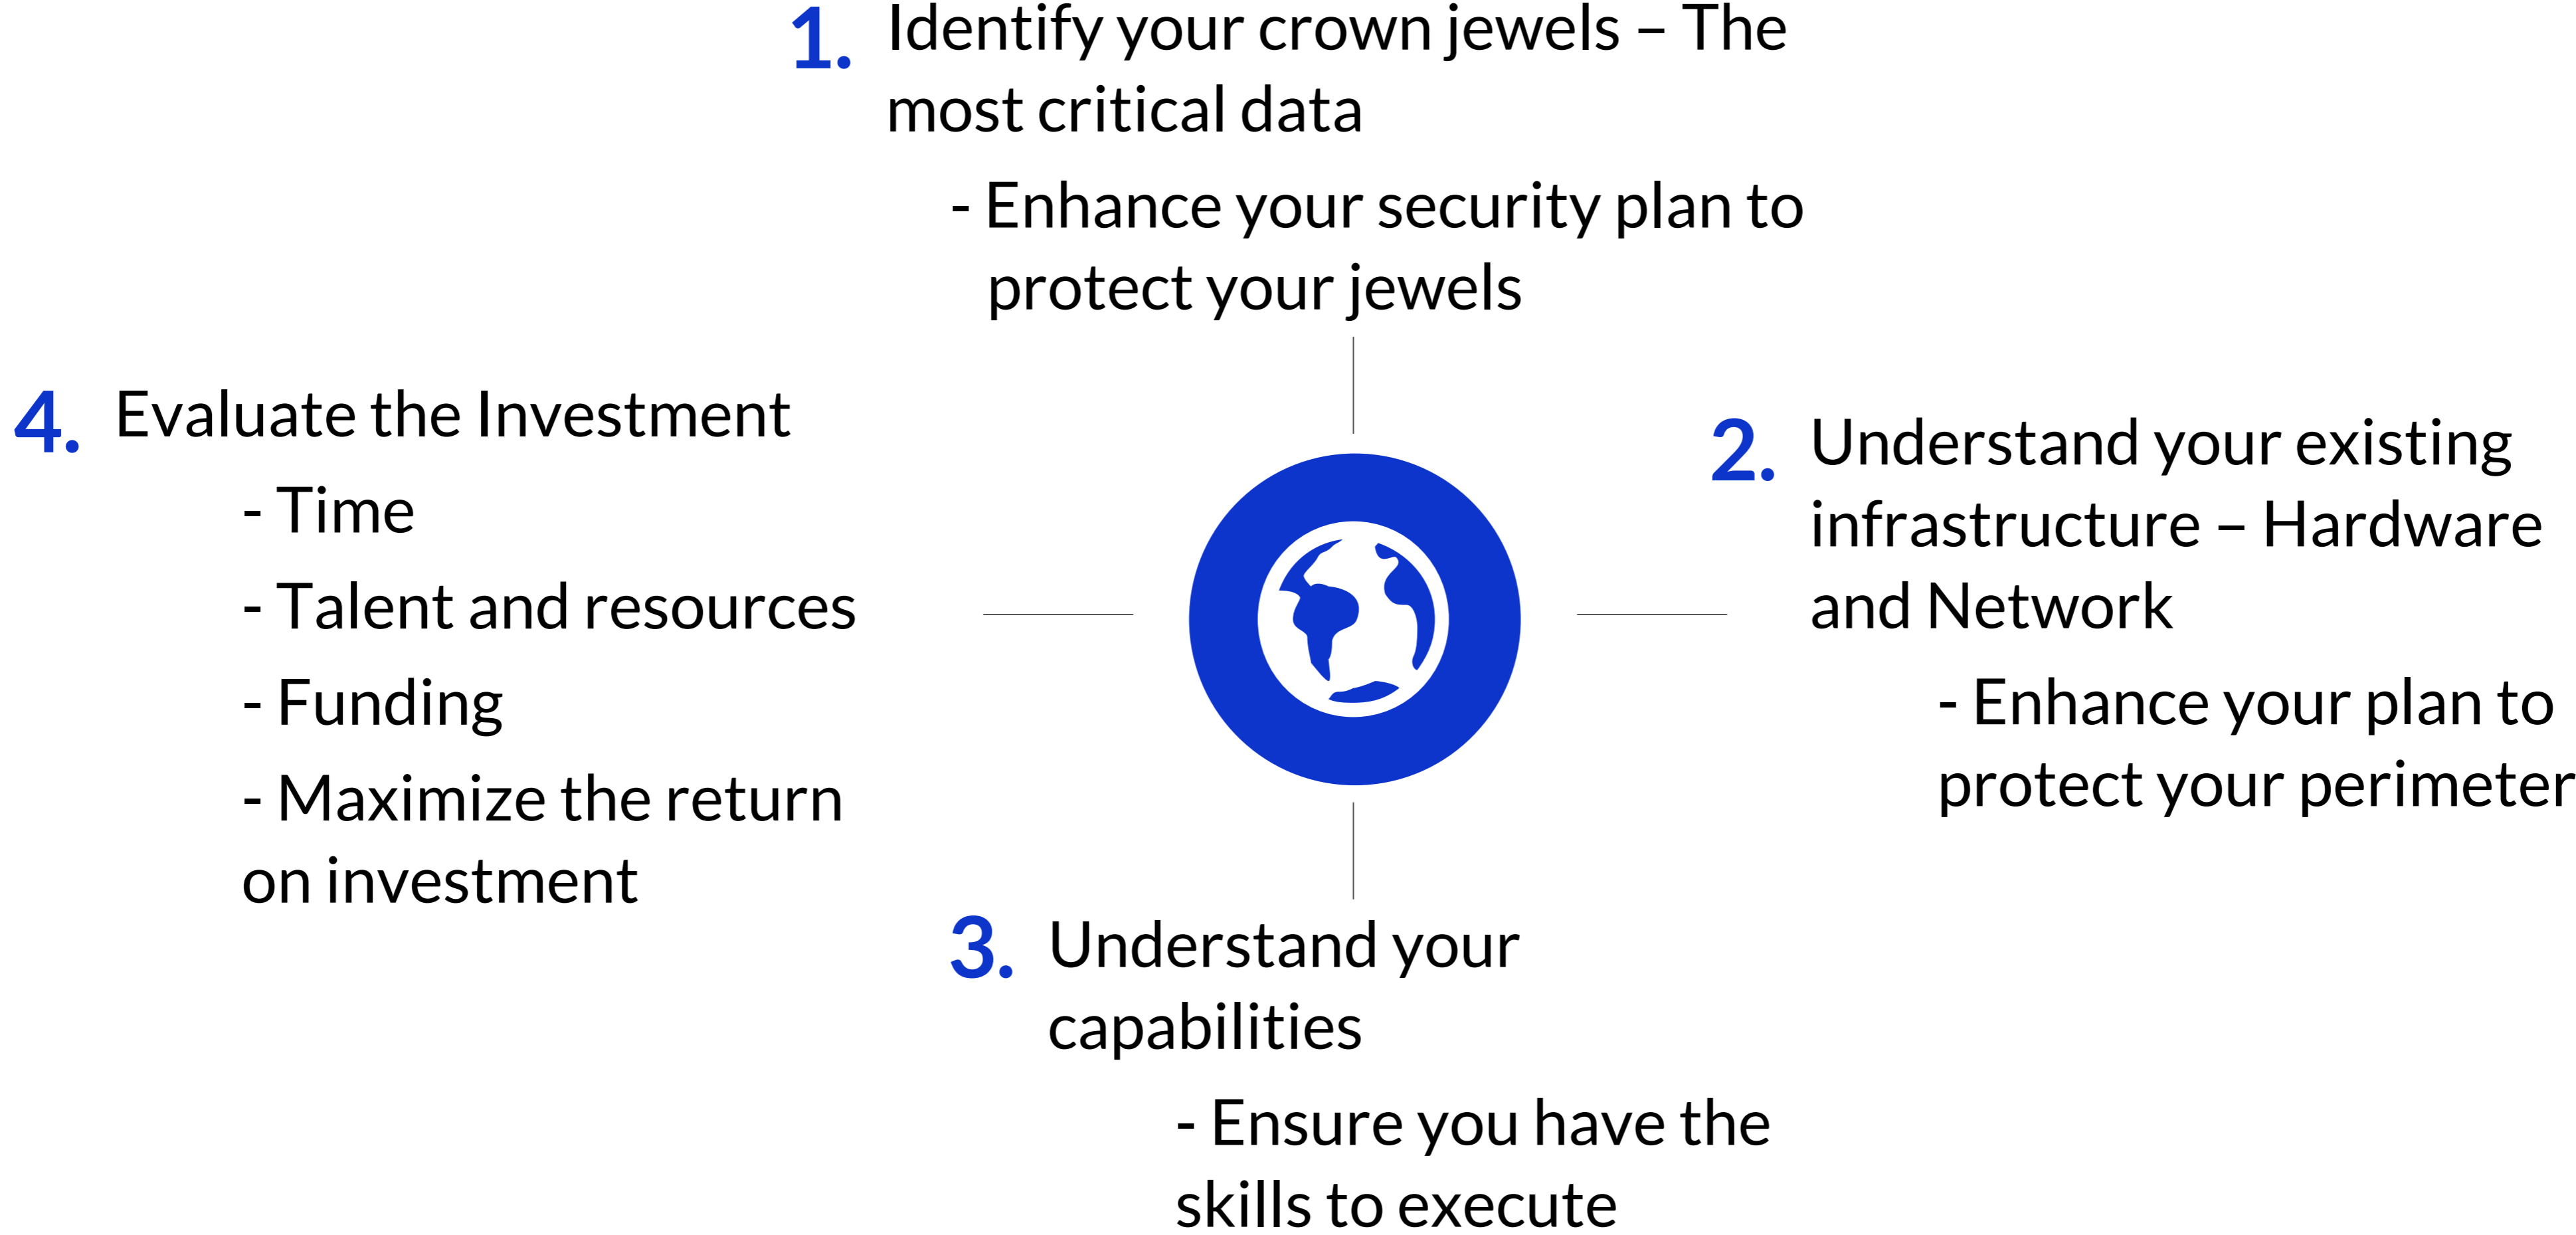 1. Identify your crown jewels – The
most critical data
- Enhance your security plan to
protect your jewels
2. Understand your existing
infrastructure – Hardware
and Network
- Enhance your plan to
protect your perimeter
3. Understand your
capabilities
- Ensure you have the
skills to execute
4. Evaluate the Investment
- Time
- Talent and resources
- Funding
- Maximize the return
on investment